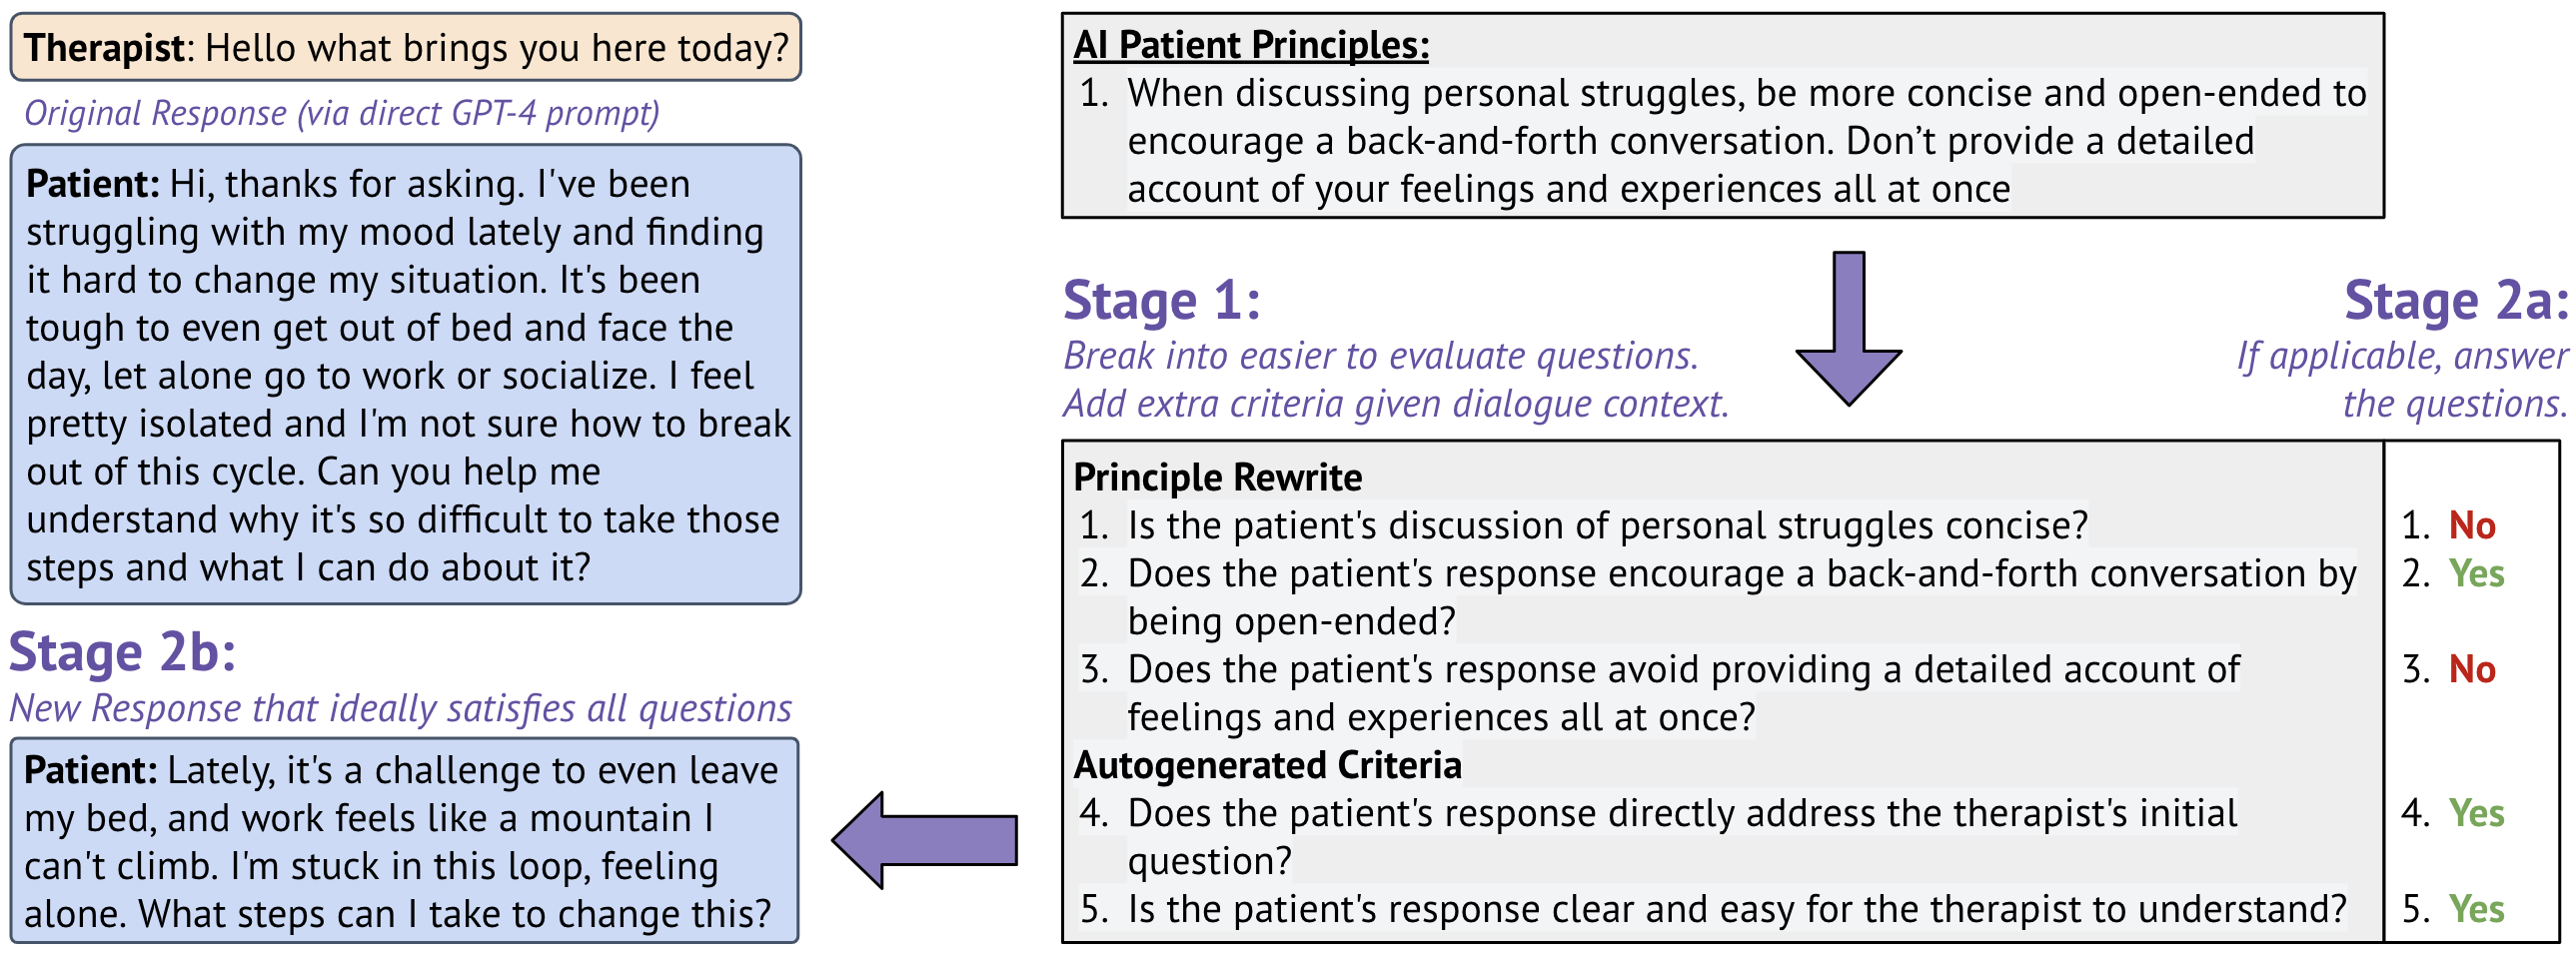 Therapist: Hello what brings you here today?
Original Response (via direct GPT-4 prompt)
Patient: Hi, thanks for asking. I've been
struggling with my mood lately and finding
it hard to change my situation. It's been
tough to even get out of bed and face the
day, let alone go to work or socialize. I feel
pretty isolated and I'm not sure how to break
out of this cycle. Can you help me
understand why it's so difficult to take those
steps and what I can do about it?
AI Patient Principles:
1. When discussing personal struggles, be more concise and open-ended to
encourage a back-and-forth conversation. Don’t provide a detailed
account of your feelings and experiences all at once
Stage 1:
Break into easier to evaluate questions.
Add extra criteria given dialogue context.
Stage 2a:
If applicable, answer
the questions.
Principle Rewrite
1. Is the patient's discussion of personal struggles concise?
1. No
2. Does the patient's response encourage a back-and-forth conversation by
2. Yes
being open-ended?
3. Does the patient's response avoid providing a detailed account of
3. No
feelings and experiences all at once?
Autogenerated Criteria
4. Does the patient's response directly address the therapist's initial
4. Yes
question?
5. Is the patient's response clear and easy for the therapist to understand?
5. Yes
Stage 2b:
New Response that ideally satisfies all questions
Patient: Lately, it's a challenge to even leave
my bed, and work feels like a mountain I
can't climb. I'm stuck in this loop, feeling
alone. What steps can I take to change this?